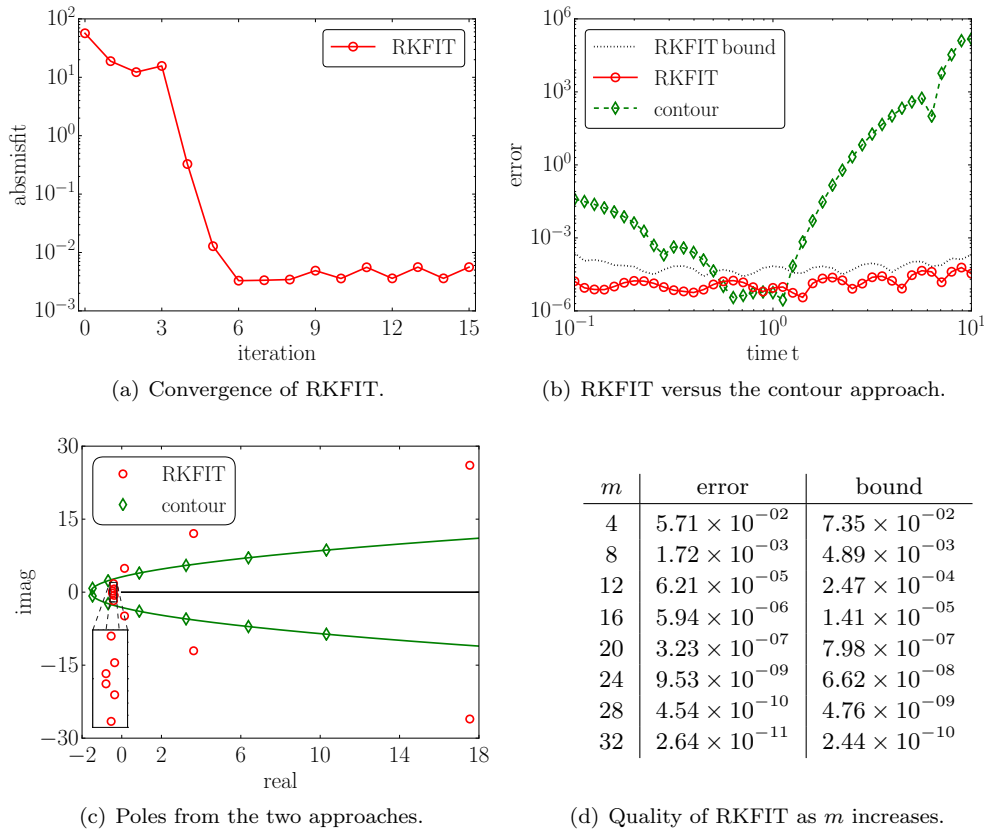 10^2
10^1
10^0
10^{-1}
10^{-2}
10^{-3}
absmisfit
RKFIT
0 3 6 9 12 15
iteration
(a) Convergence of RKFIT.
10^6
10^3
10^0
10^{-3}
10^{-6}
error
RKFIT bound
RKFIT
contour
10^{-1} 10^0 10^1
time t
(b) RKFIT versus the contour approach.
30
15
0
−15
−30
imag
RKFIT
contour
−2 0 2 4 6 8 10 12 14 16 18
real
(c) Poles from the two approaches.
m error bound
4 5.71 × 10^{−02} 7.35 × 10^{−02}
8 1.72 × 10^{−03} 4.89 × 10^{−03}
12 6.21 × 10^{−05} 2.47 × 10^{−04}
16 5.94 × 10^{−06} 1.41 × 10^{−05}
20 3.23 × 10^{−07} 7.98 × 10^{−07}
24 9.53 × 10^{−09} 6.62 × 10^{−08}
28 4.54 × 10^{−10} 4.76 × 10^{−09}
32 2.64 × 10^{−11} 2.44 × 10^{−10}
(d) Quality of RKFIT as m increases.